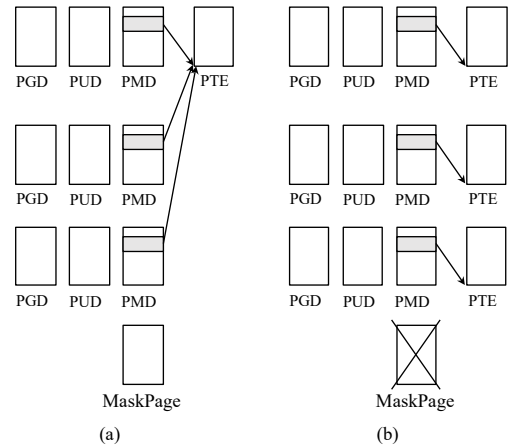 PGD PUD PMD PTE PGD PUD PMD PTE
PGD PUD PMD PGD PUD PMD PTE
PGD PUD PMD PGD PUD PMD PTE
MaskPage MaskPage
(a) (b)